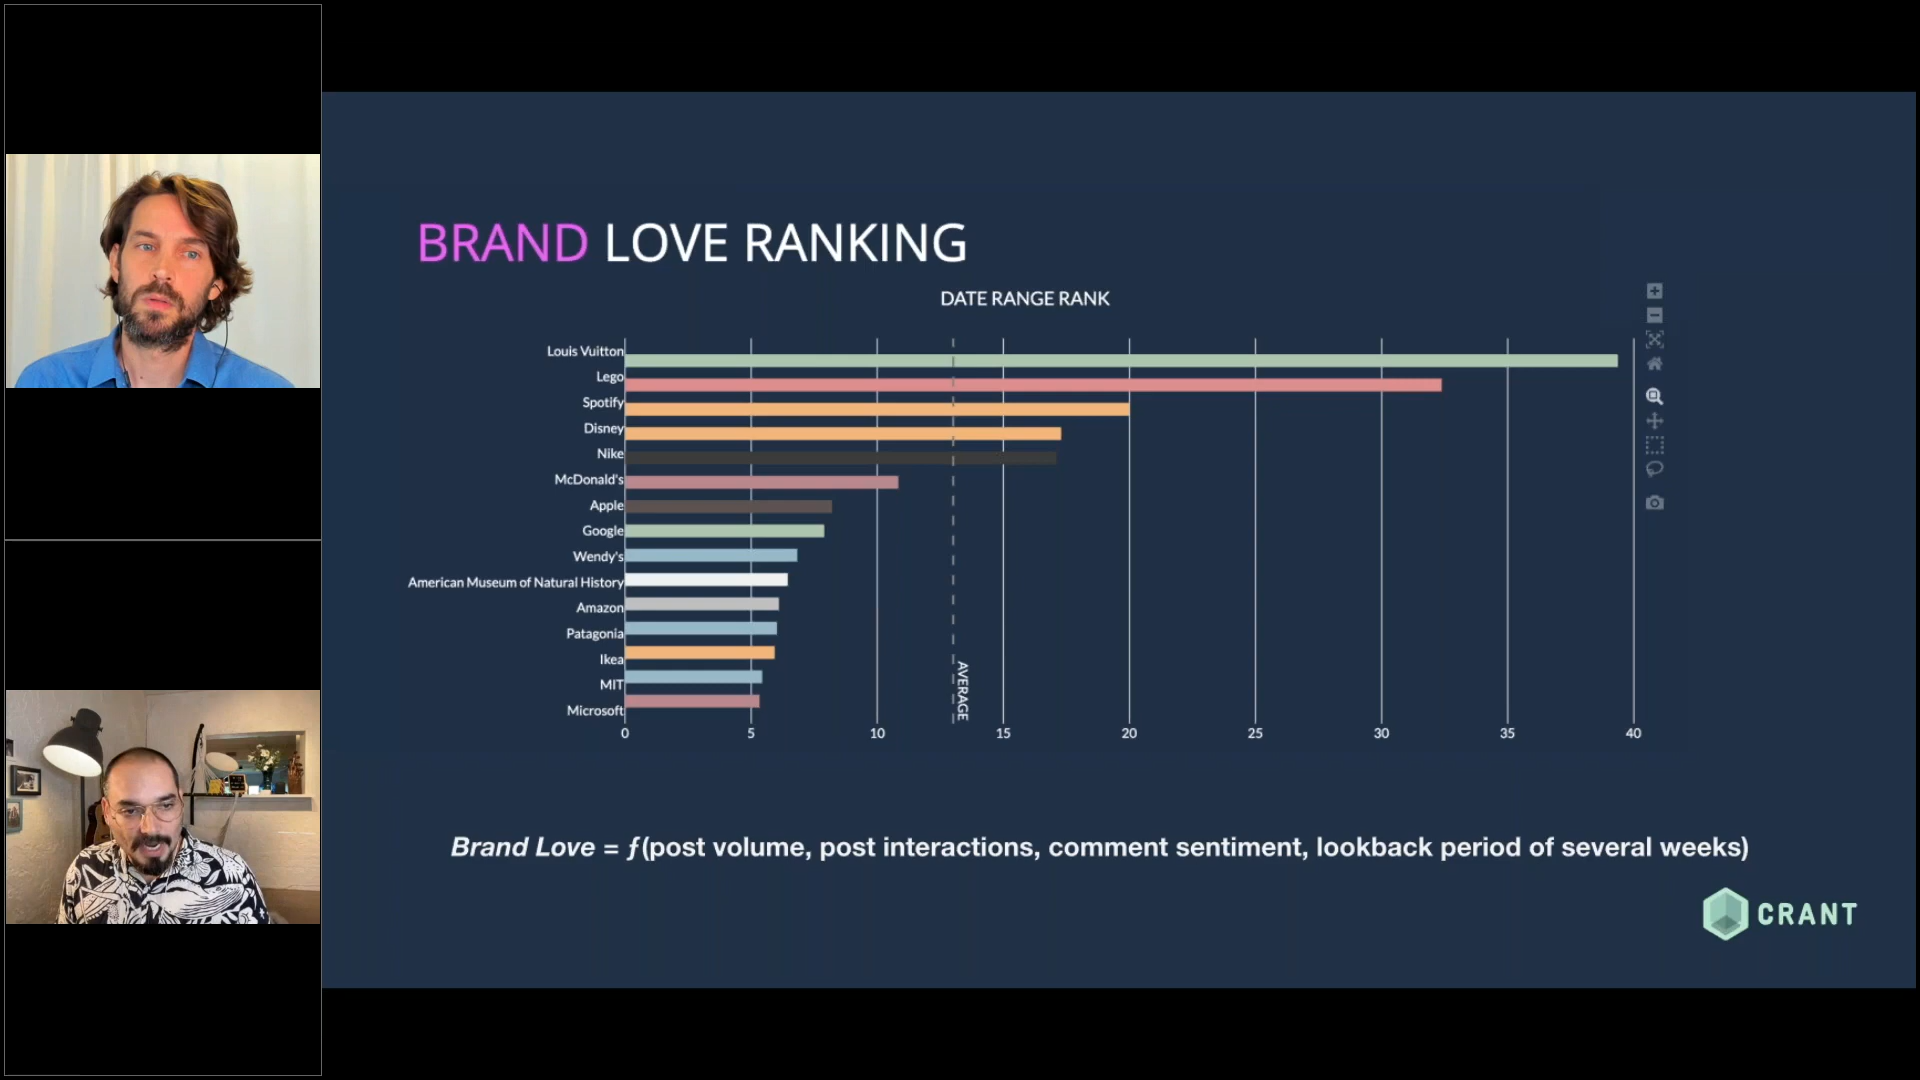 BRAND LOVE RANKING
DATE RANGE RANK
Louis Vuitton
Lego
Spotify
Disney
Nike
McDonald's
Apple
Google
Wendy's
American Museum of Natural History
Amazon
Patagonia
Ikea
MIT
Microsoft
AVERAGE
0 5 10 15 20 25 30 35 40
Brand Love = ƒ(post volume, post interactions, comment sentiment, lookback period of several weeks)
CRANT